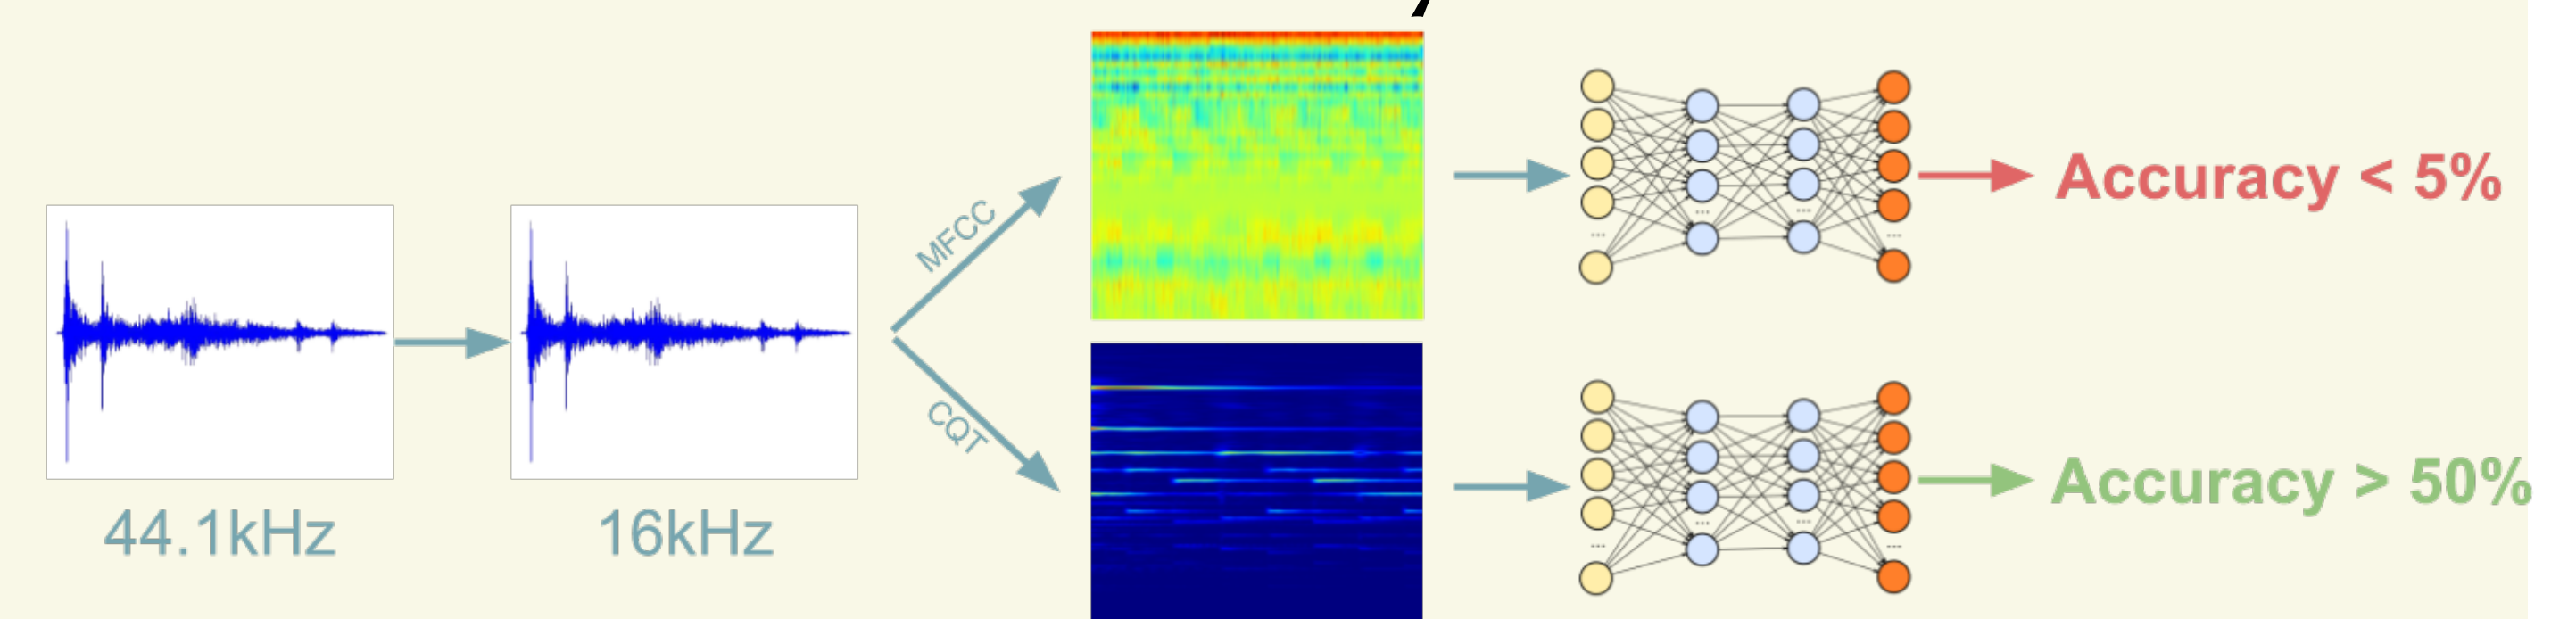 44.1kHz
16kHz
MFCC
CQT
Accuracy < 5%
Accuracy > 50%